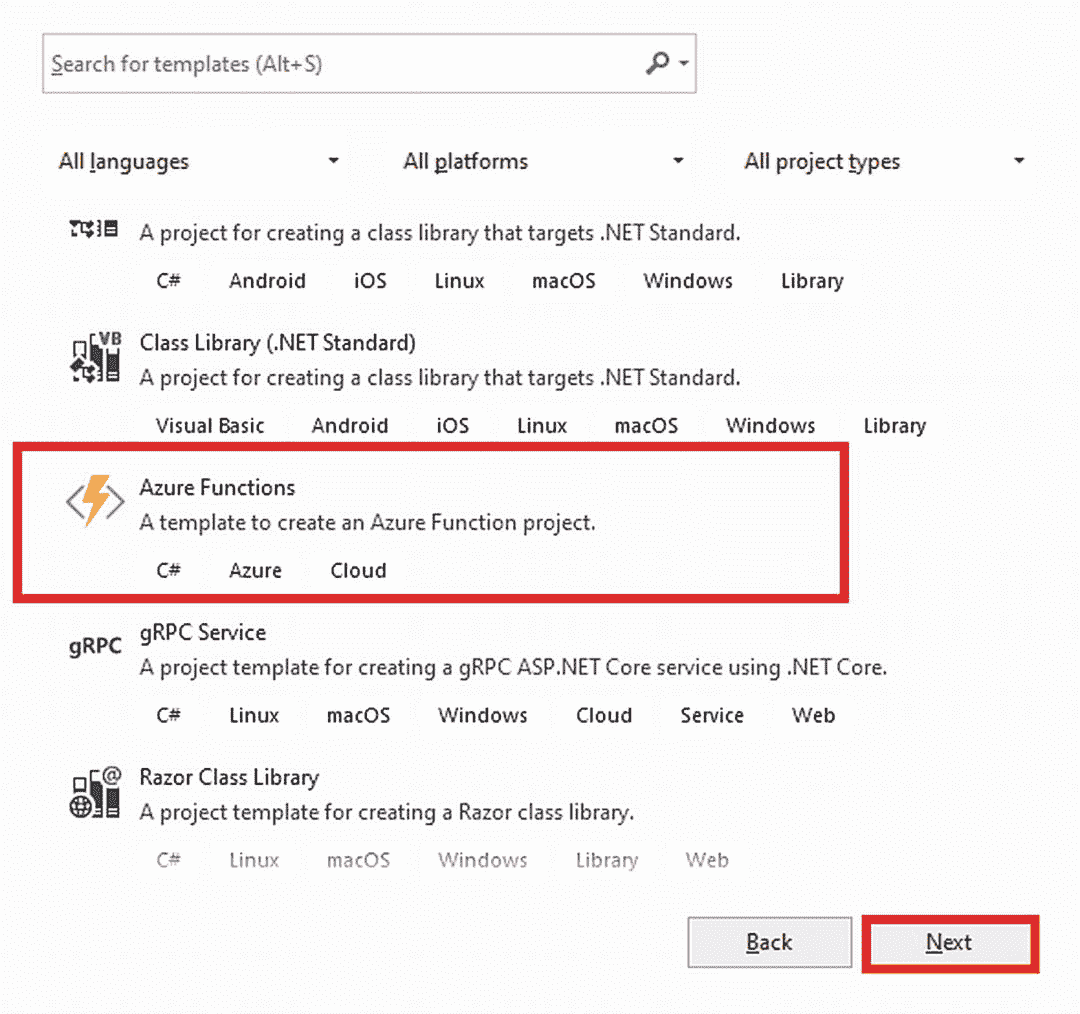 Search for templates (Alt+S)
All languages All platforms All project types
A project for creating a class library that targets .NET Standard.
C# Android iOS Linux macOS Windows Library
VB
Class Library (.NET Standard)
A project for creating a class library that targets .NET Standard.
Visual Basic Android iOS Linux macOS Windows Library
Azure Functions
A template to create an Azure Function project.
C# Azure Cloud
gRPC
gRPC Service
A project template for creating a gRPC ASP.NET Core service using .NET Core.
C# Linux macOS Windows Cloud Service Web
@
Razor Class Library
A project template for creating a Razor class library.
C# Linux macOS Windows Library Web
Back Next